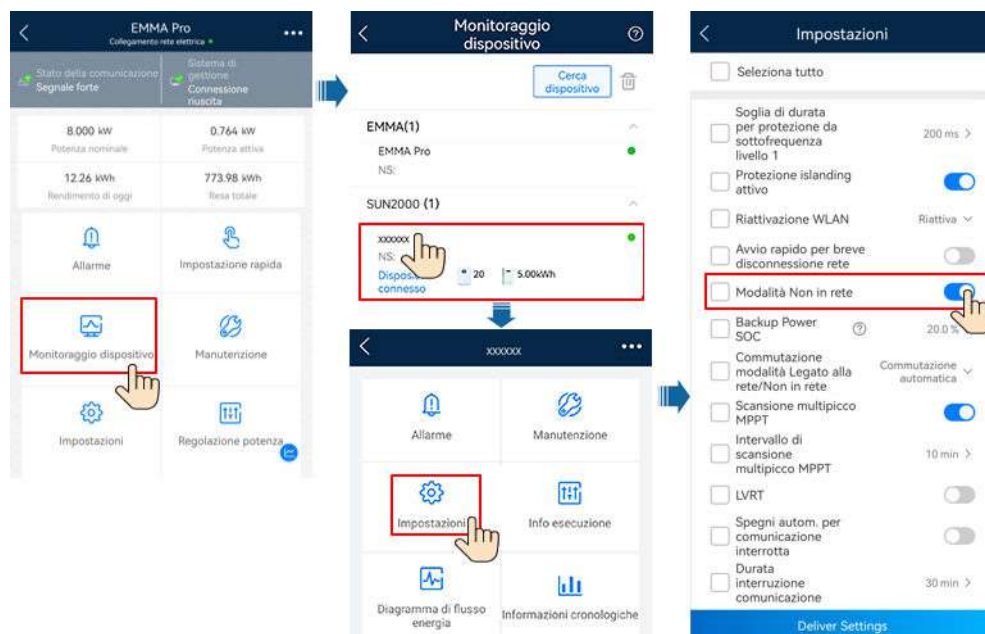 EMMA Pro
Collegamento rete elettrica
Stato della comunicazione
Segnale forte
Sistema di
gestione
Connessione
riuscita
8.000 kW
Potenza nominale
0.764 kW
Potenza attiva
12.26 kWh
Rendimento di oggi
773.98 kWh
Resa totale
Allarme
Impostazione rapida
Monitoraggio dispositivo
Manutenzione
Impostazioni
Regolazione potenza
Monitoraggio
dispositivo
Cerca
dispositivo
EMMA(1)
EMMA Pro
NS:
SUN2000 (1)
xxxxxx
NS:
connesso
20
5.00kWh
xxxxxx
Allarme
Manutenzione
Impostazioni
Info esecuzione
Diagramma di flusso
energia
Informazioni cronologiche
Impostazioni
Seleziona tutto
Soglia di durata
per protezione da
sottofrequenza
livello 1
200 ms
Protezione islanding
attivo
Riattivazione WLAN
Riattiva
Avvio rapido per breve
disconnessione rete
Modalità Non in rete
Backup Power
SOC
20.0 %
Commutazione
modalità Legato alla
rete/Non in rete
Commutazione
automatica
Scansione multipicco
MPPT
Intervallo di
scansione
multipicco MPPT
10 min
LVRT
Spegni autom. per
comunicazione
interrotta
Durata
interruzione
comunicazione
30 min
Deliver Settings